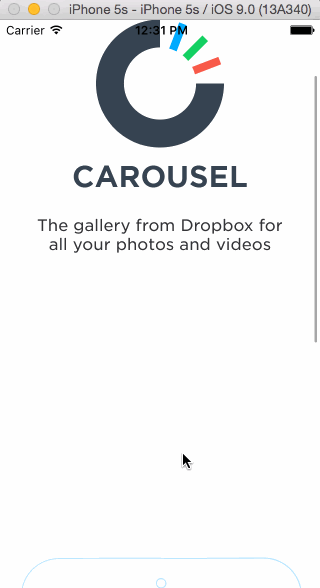 iPhone 5s - iPhone 5s / iOS 9.0 (13A340)
Carrier 12:31 PM
CAROUSEL
The gallery from Dropbox for
all your photos and videos